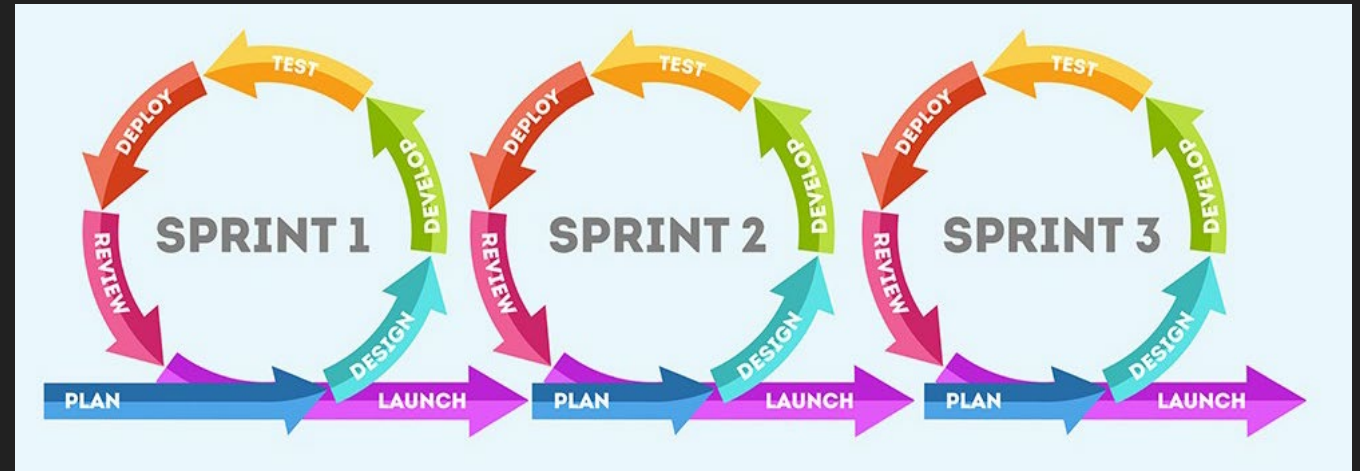 PLAN
DESIGN
DEVELOP
TEST
DEPLOY
REVIEW
LAUNCH
SPRINT 1
PLAN
DESIGN
DEVELOP
TEST
DEPLOY
REVIEW
LAUNCH
SPRINT 2
PLAN
DESIGN
DEVELOP
TEST
DEPLOY
REVIEW
LAUNCH
SPRINT 3